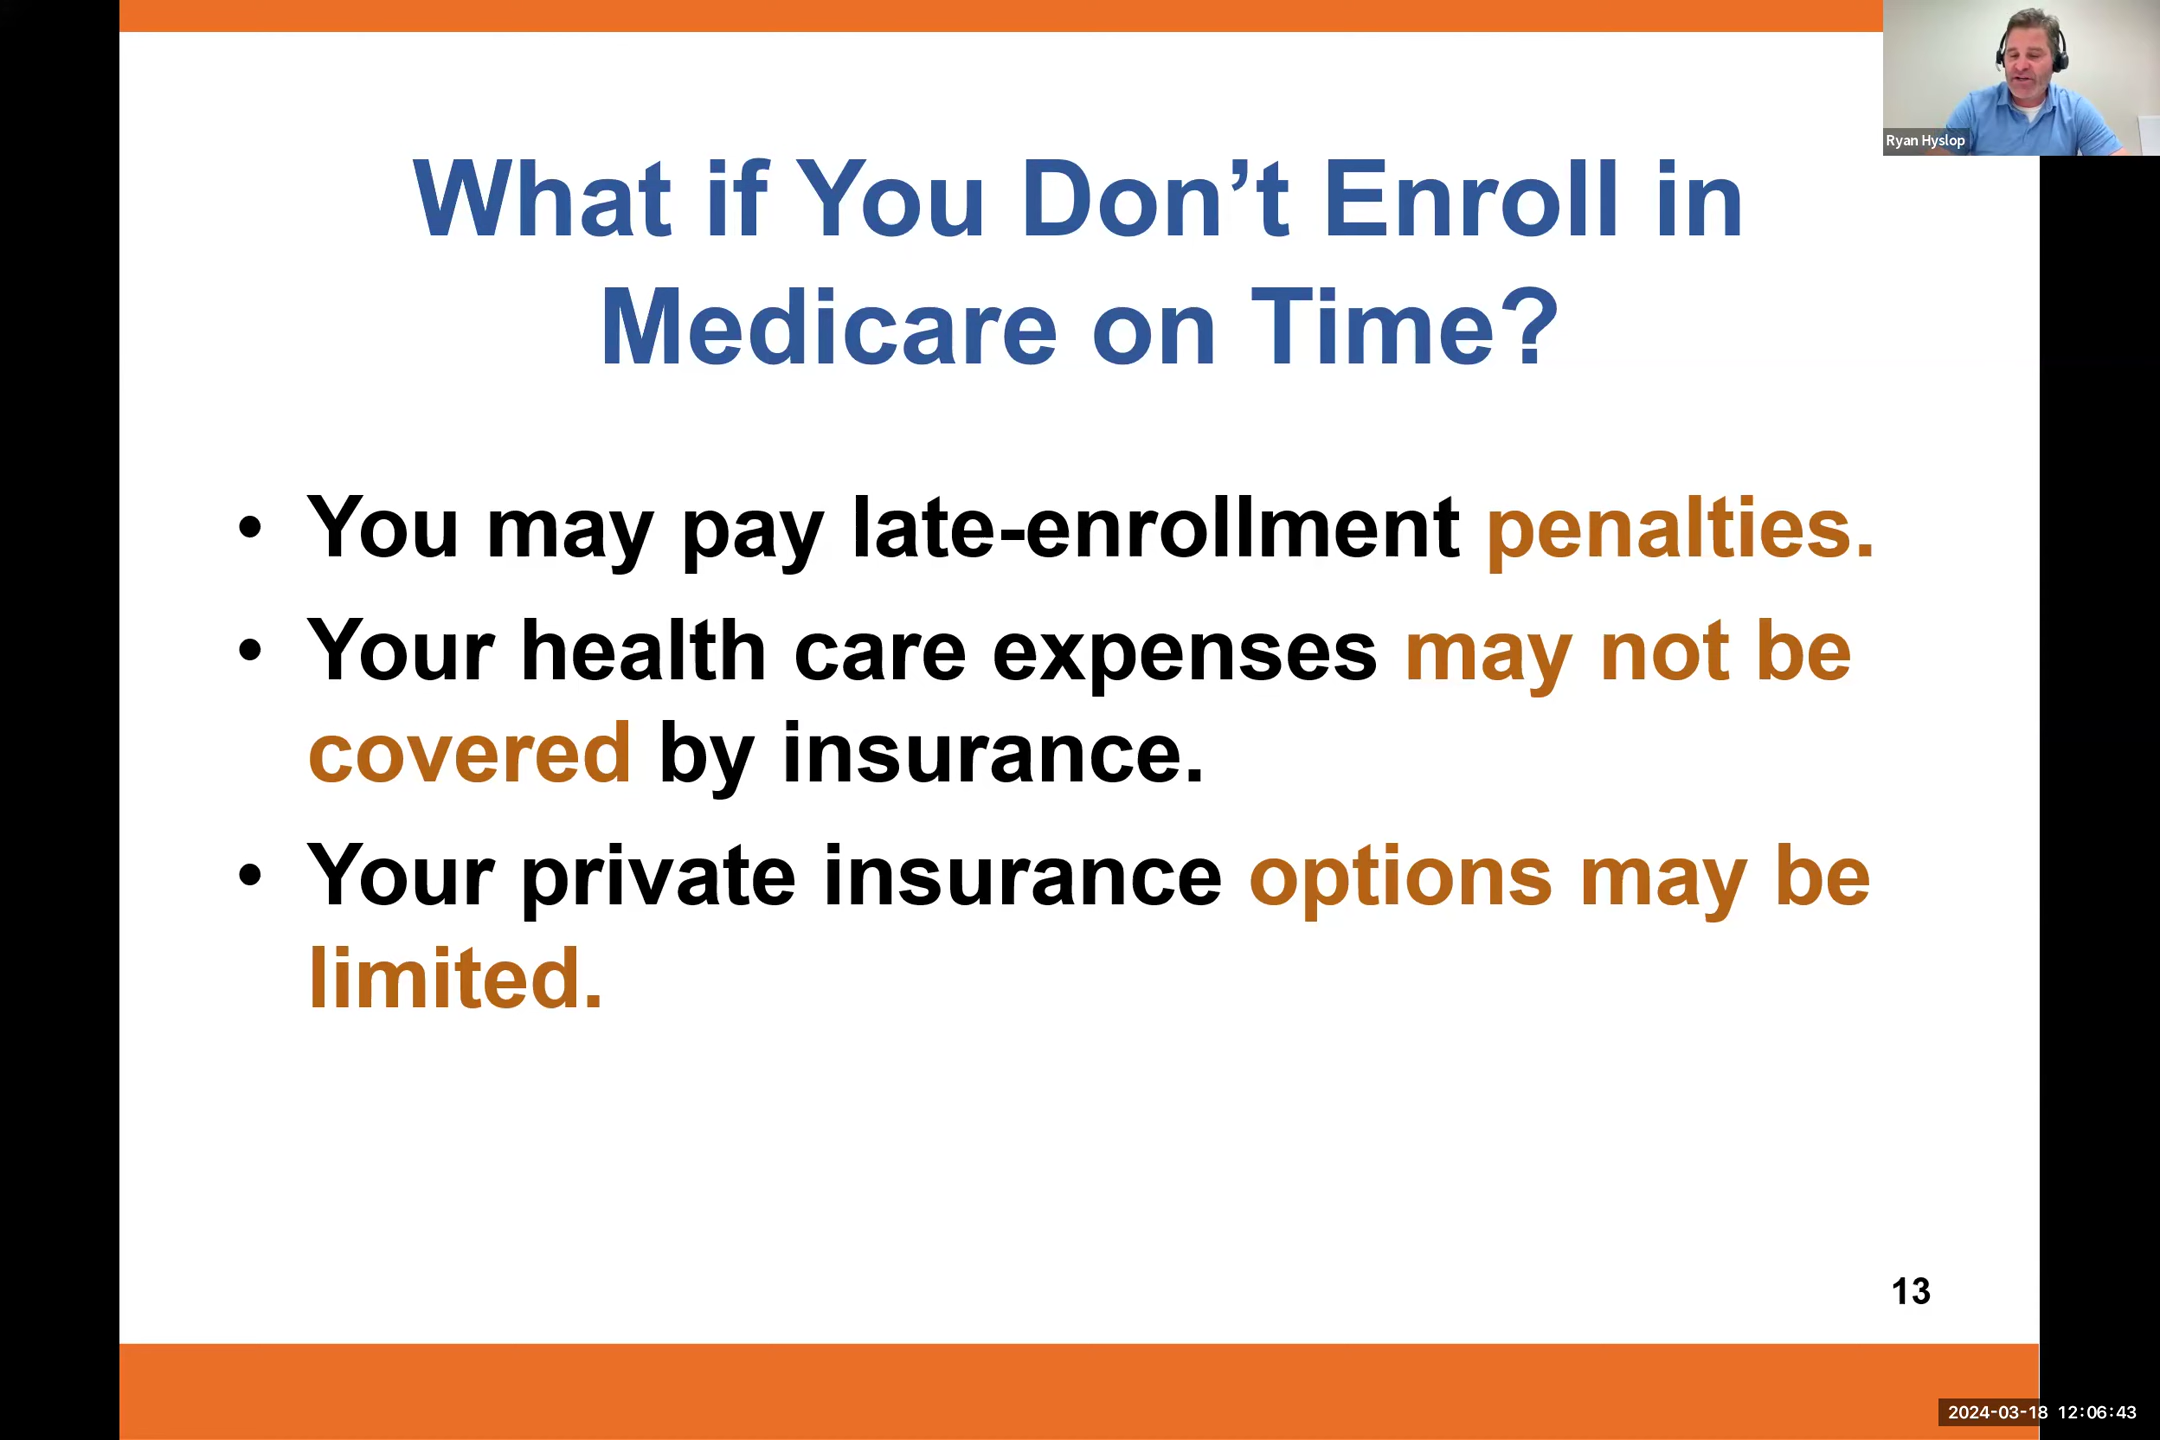 Ryan Hyslop
What if You Don’t Enroll in
Medicare on Time?
• You may pay late-enrollment penalties.
• Your health care expenses may not be
covered by insurance.
• Your private insurance options may be
limited.
13
2024-03-18 12:06:43